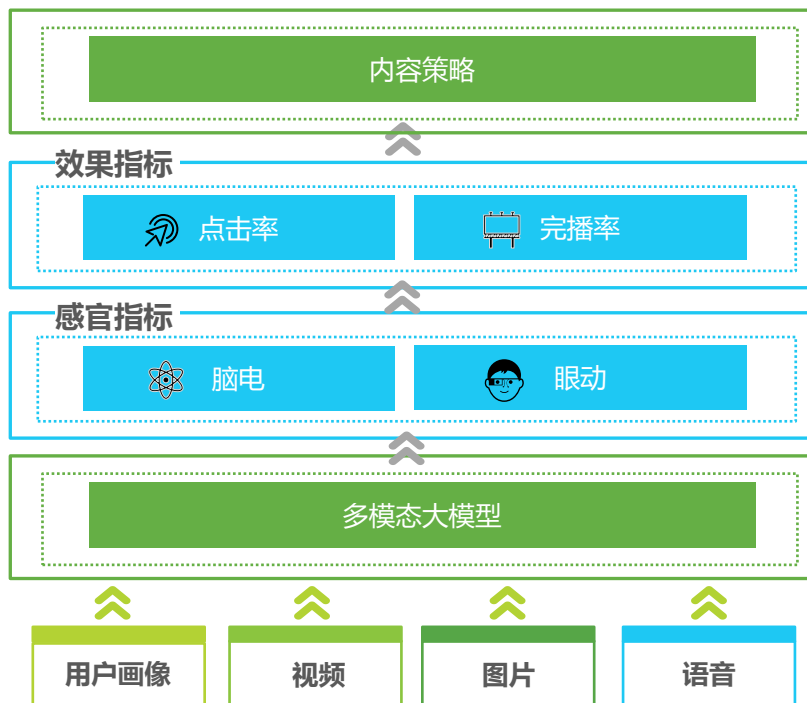 内容策略
效果指标
点击率
完播率
感官指标
脑电
眼动
多模态大模型
用户画像
视频
图片
语音